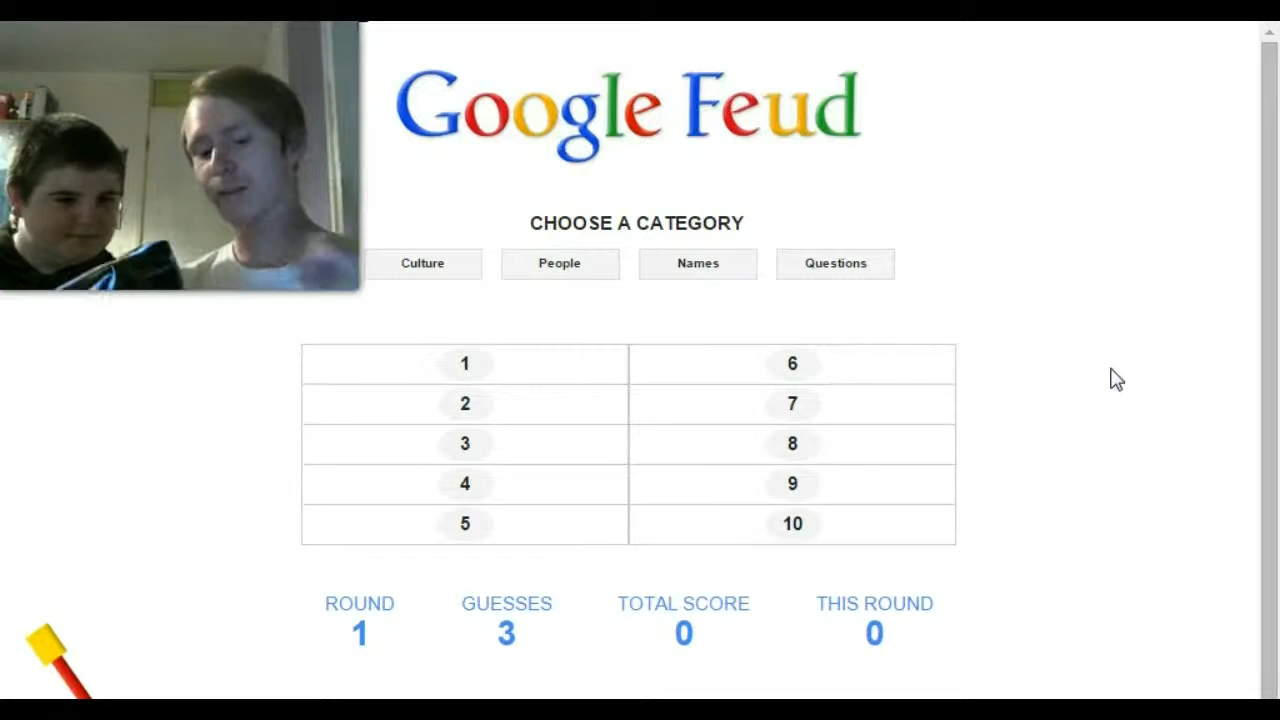 Google Feud
CHOOSE A CATEGORY
Culture People Names Questions
1 6
2 7
3 8
4 9
5 10
ROUND GUESSES TOTAL SCORE THIS ROUND
1 3 0 0